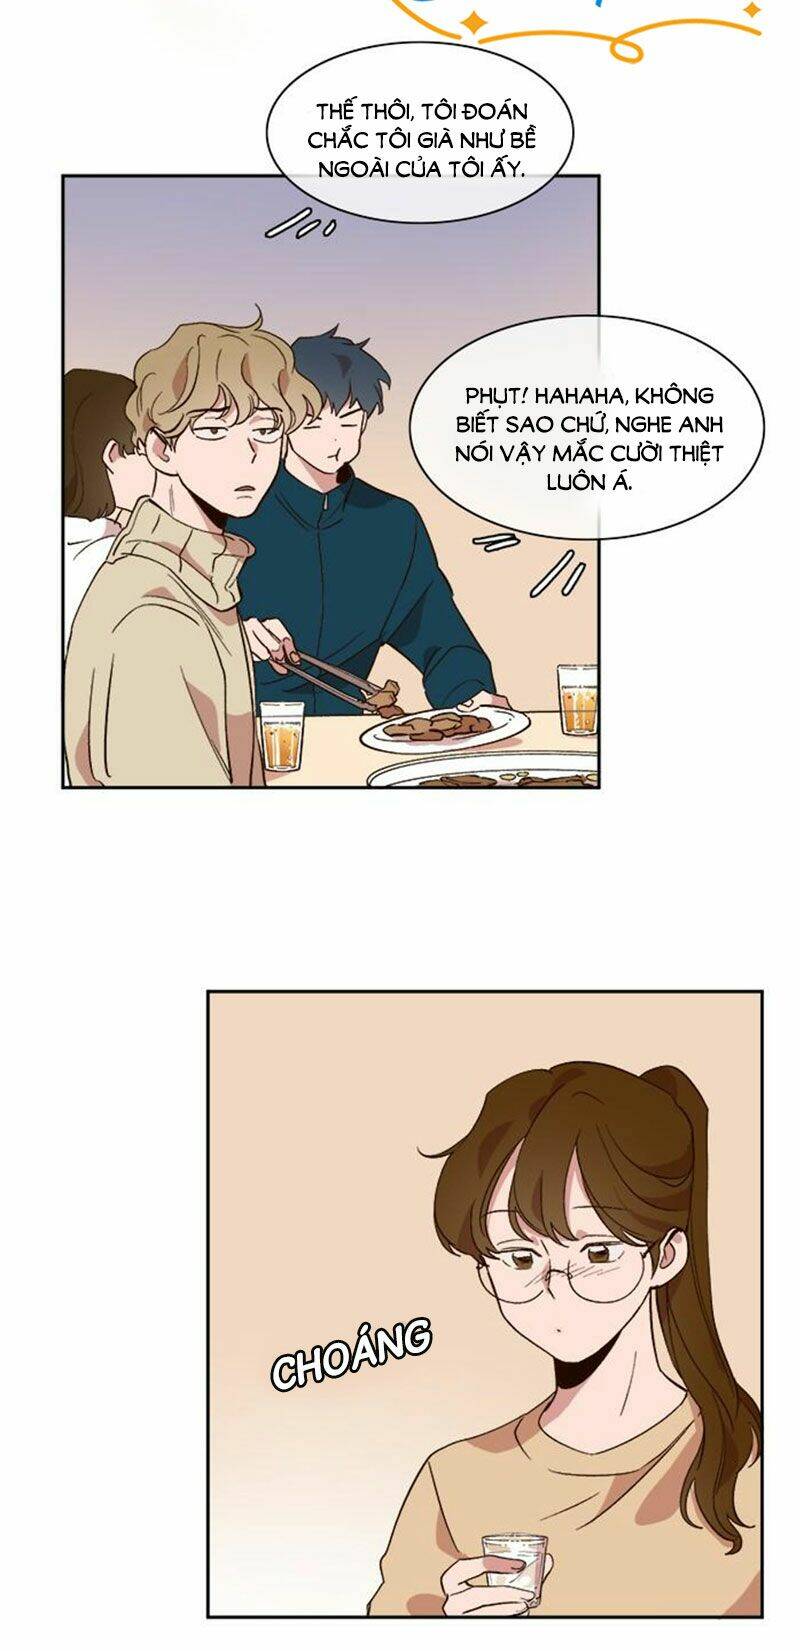 THẾ THÔI, TÔI ĐOÁN
CHẮC TÔI GIÀ NHƯ BỀ
NGOÀI CỦA TÔI ẤY.
PHỤT! HAHAHA, KHÔNG
BIẾT SAO CHỨ, NGHE ANH
NÓI VẬY MẮC CƯỜI THIỆT
LUÔN Á.
CHOÁNG